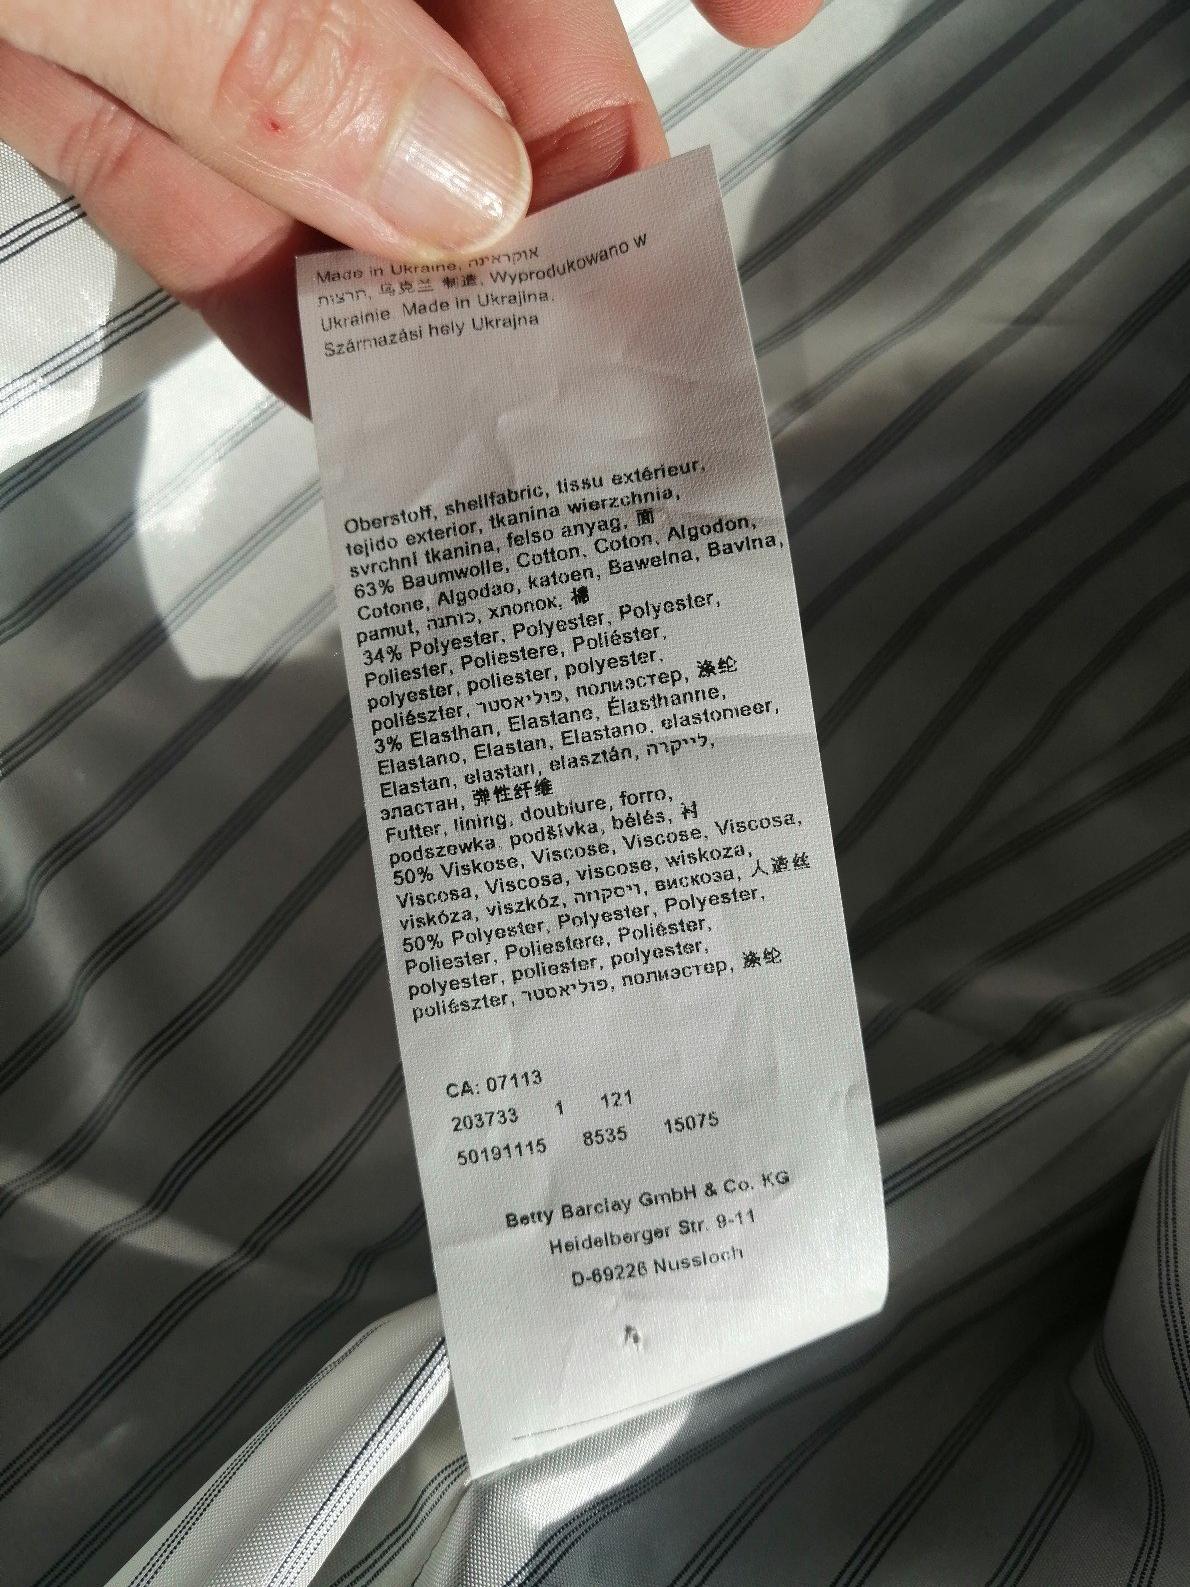 Made in Ukraine, אוקראינה
תרצות, 乌克兰 制造, Wyprodukowano w
Ukrainie. Made in Ukrajina.
Származási hely Ukrajna
Oberstoff, shellfabric, tissu extérieur,
tejido exterior, tkanina wierzchnia,
svrchni tkanina, felso anyag, 面
63% Baumwolle, Cotton, Coton, Algodon,
Cotone, Algodao, katoen, Bawelna, Bavlna,
pamut, כותנה, хлопок, 棉
34% Polyester, Polyester, Polyester,
Poliester, Poliestere, Poliéster,
polyester, poliester, polyester,
poliészter, פוליאסטר, полиэстер, 涤纶
3% Elasthan, Elastane, Élasthanne,
Elastano, Elastan, Elastano, elastomeer,
Elastan, elastan, elasztán, לייקרה,
эластан, 弹性纤维
Futter, lining, doublure, forro,
podszewka, podšívka, bélés, 衬
50% Viskose, Viscose, Viscose, Viscosa,
Viscosa, Viscosa, viscose, wiskoza,
viskóza, viszkóz, ויסקוזה, вискоза, 人造丝
50% Polyester, Polyester, Polyester,
Poliester, Poliestere, Poliéster,
polyester, poliester, polyester,
poliészter, פוליאסטר, полиэстер, 涤纶
CA: 07113
203733 1 121
50191115 8535 15075
Betty Barclay GmbH & Co. KG
Heidelberger Str. 9-11
D-69226 Nussloch